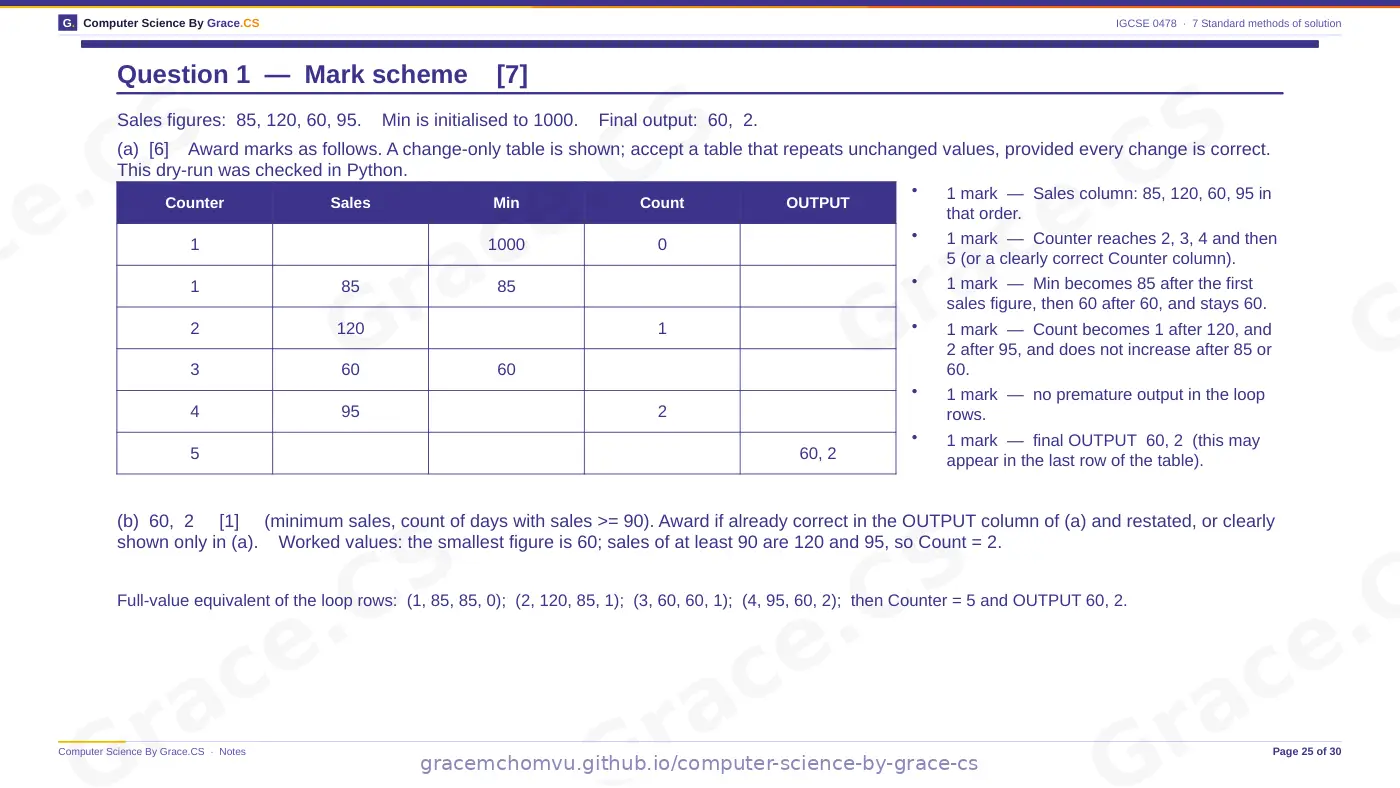 G. Computer Science By Grace.CS
IGCSE 0478 · 7 Standard methods of solution
Question 1 — Mark scheme [7]
Sales figures: 85, 120, 60, 95. Min is initialised to 1000. Final output: 60, 2.
(a) [6] Award marks as follows. A change-only table is shown; accept a table that repeats unchanged values, provided every change is correct.
This dry-run was checked in Python.
Counter Sales Min Count OUTPUT
1 1000 0
1 85 85
2 120 1
3 60 60
4 95 2
5 60, 2
• 1 mark — Sales column: 85, 120, 60, 95 in
that order.
• 1 mark — Counter reaches 2, 3, 4 and then
5 (or a clearly correct Counter column).
• 1 mark — Min becomes 85 after the first
sales figure, then 60 after 60, and stays 60.
• 1 mark — Count becomes 1 after 120, and
2 after 95, and does not increase after 85 or
60.
• 1 mark — no premature output in the loop
rows.
• 1 mark — final OUTPUT 60, 2 (this may
appear in the last row of the table).
(b) 60, 2 [1] (minimum sales, count of days with sales >= 90). Award if already correct in the OUTPUT column of (a) and restated, or clearly
shown only in (a). Worked values: the smallest figure is 60; sales of at least 90 are 120 and 95, so Count = 2.
Full-value equivalent of the loop rows: (1, 85, 85, 0); (2, 120, 85, 1); (3, 60, 60, 1); (4, 95, 60, 2); then Counter = 5 and OUTPUT 60, 2.
Computer Science By Grace.CS · Notes
Page 25 of 30
gracemchomvu.github.io/computer-science-by-grace-cs